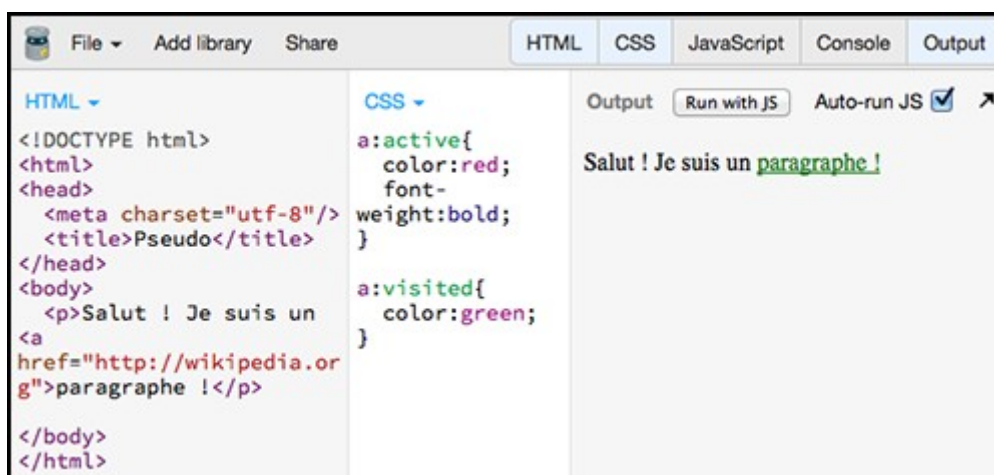 File Add library Share HTML CSS JavaScript Console Output
HTML
<!DOCTYPE html>
<html>
<head>
<meta charset="utf-8"/>
<title>Pseudo</title>
</head>
<body>
<p>Salut ! Je suis un
<a
href="http://wikipedia.or
g">paragraphe !</p>
</body>
</html>
CSS
a:active{
color:red;
font-
weight:bold;
}
a:visited{
color:green;
}
Output Run with JS Auto-run JS
Salut ! Je suis un paragraphe !